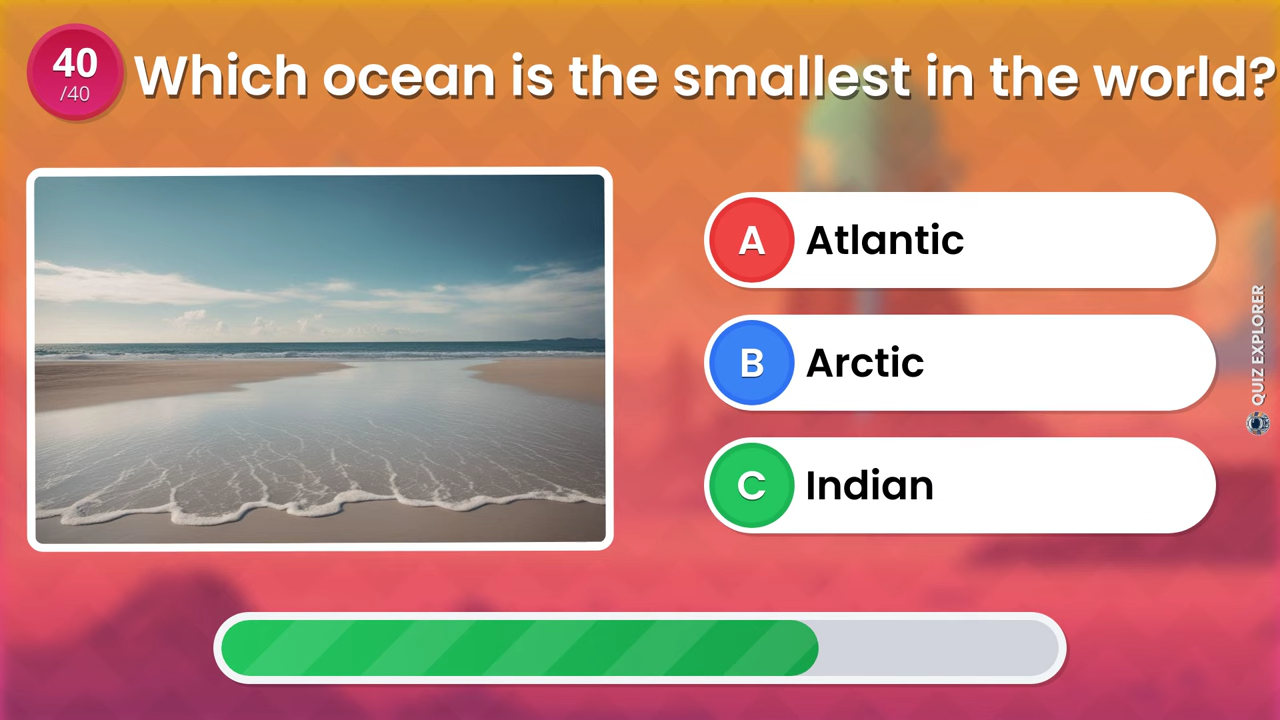 40
/40
Which ocean is the smallest in the world?
A Atlantic
B Arctic
C Indian
QUIZ EXPLORER